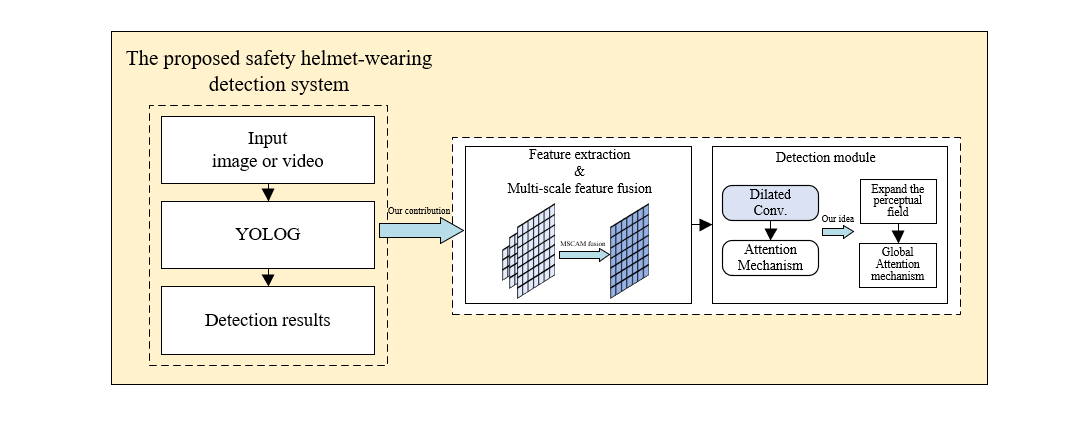 The proposed safety helmet-wearing
detection system
Input
image or video
YOLOG
Detection results
Our contribution
Feature extraction
&
Multi-scale feature fusion
MSCAM fusion
Detection module
Dilated
Conv.
Attention
Mechanism
Our idea
Expand the
perceptual
field
Global
Attention
mechanism